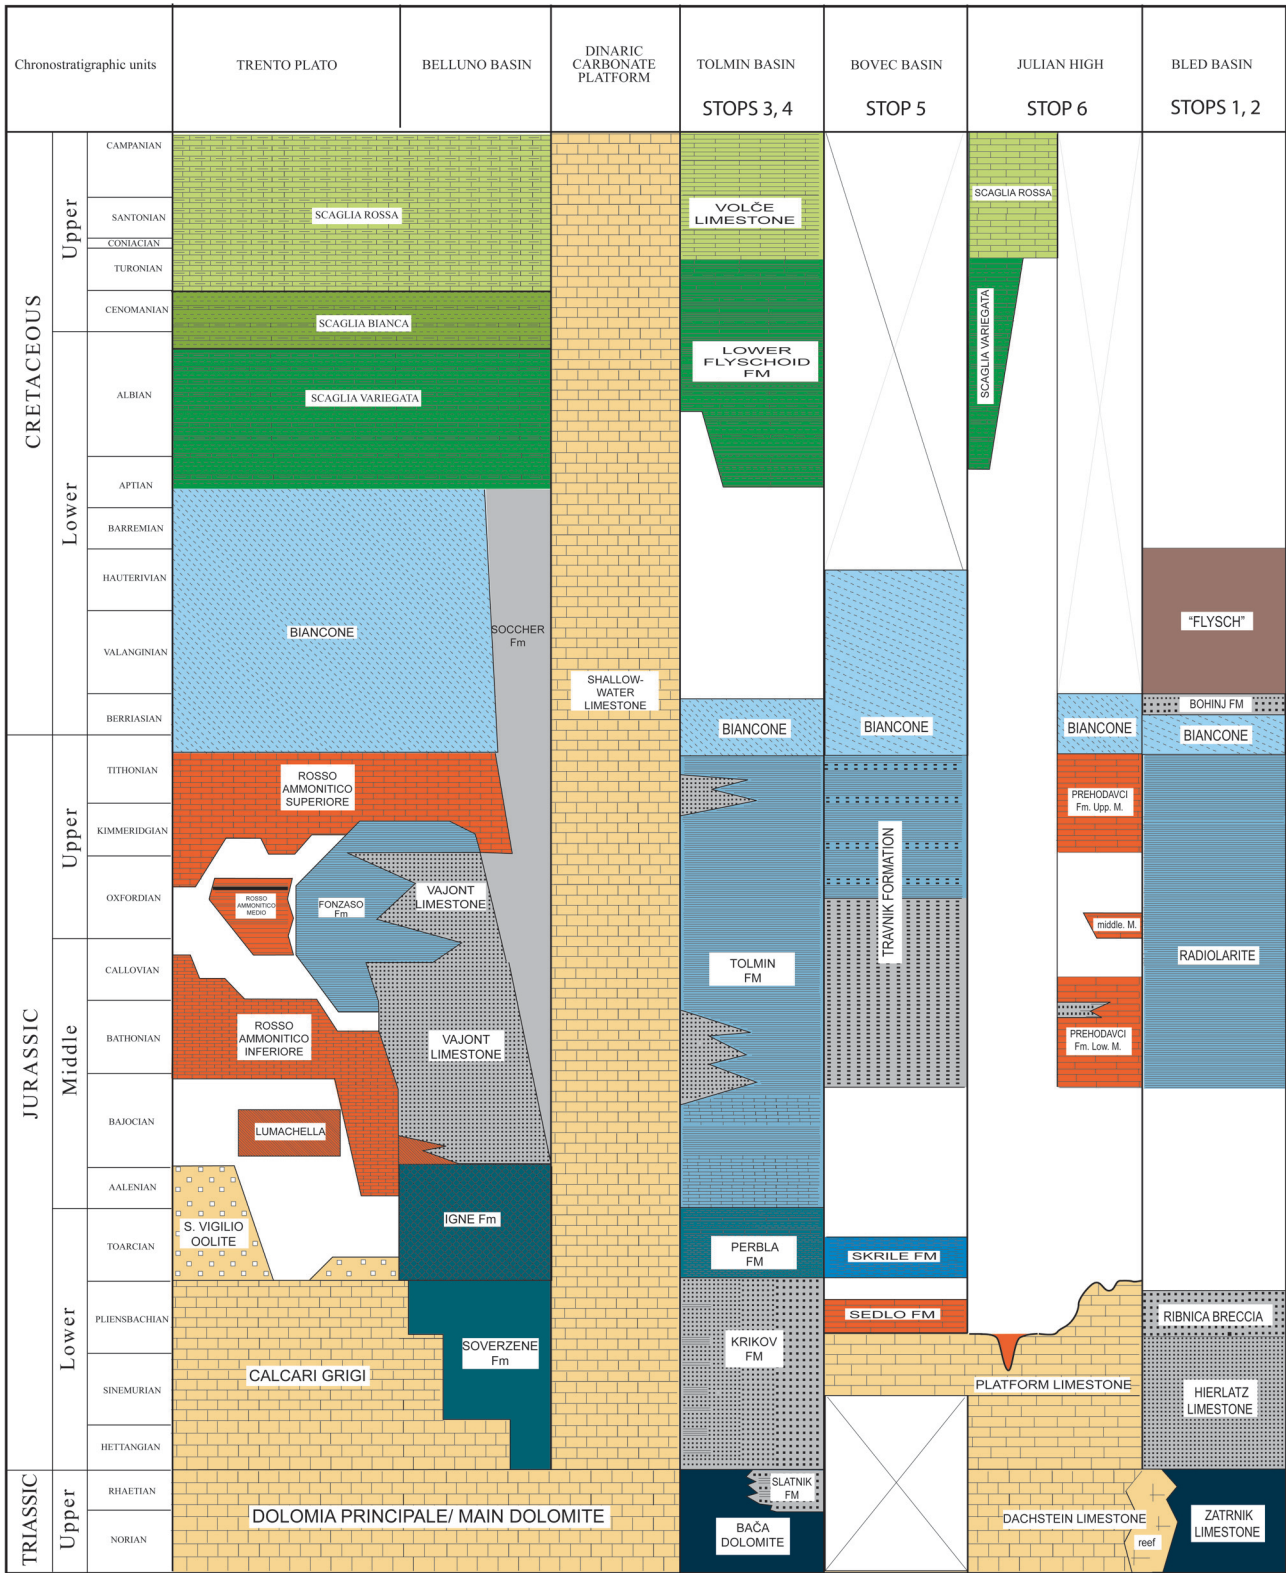 Chronostratigraphic units
TRENTO PLATO
BELLUNO BASIN
DINARIC
CARBONATE
PLATFORM
TOLMIN BASIN
STOPS 3, 4
BOVEC BASIN
STOP 5
JULIAN HIGH
STOP 6
BLED BASIN
STOPS 1, 2
CRETACEOUS
Upper
Lower
CAMPANIAN
SANTONIAN
CONIACIAN
TURONIAN
CENOMANIAN
ALBIAN
APTIAN
BARREMIAN
HAUTERIVIAN
VALANGINIAN
BERRIASIAN
JURASSIC
Upper
Middle
Lower
TITHONIAN
KIMMERIDGIAN
OXFORDIAN
CALLOVIAN
BATHONIAN
BAJOCIAN
AALENIAN
TOARCIAN
PLIENSBACHIAN
SINEMURIAN
HETTANGIAN
TRIASSIC
Upper
RHAETIAN
NORIAN
SCAGLIA ROSSA
SCAGLIA BIANCA
SCAGLIA VARIEGATA
BIANCONE
SOCCHER
Fm
ROSSO
AMMONITICO
SUPERIORE
ROSSO
AMMONITICO
MEDIO
FONZASO
Fm
VAJONT
LIMESTONE
ROSSO
AMMONITICO
INFERIORE
VAJONT
LIMESTONE
LUMACHELLA
S. VIGILIO
OOLITE
IGNE Fm
SOVERZENE
Fm
CALCARI GRIGI
DOLOMIA PRINCIPALE/ MAIN DOLOMITE
SHALLOW-
WATER
LIMESTONE
VOLČE
LIMESTONE
LOWER
FLYSCHOID
FM
BIANCONE
TOLMIN
FM
PERBLA
FM
KRIKOV
FM
SLATNIK
FM
BAČA
DOLOMITE
BIANCONE
TRAVNIK FORMATION
SKRILE FM
SEDLO FM
PLATFORM LIMESTONE
SCAGLIA ROSSA
SCAGLIA VARIEGATA
BIANCONE
PREHODAVCI
Fm. Upp. M.
middle. M.
PREHODAVCI
Fm. Low. M.
DACHSTEIN LIMESTONE
reef
"FLYSCH"
BOHINJ FM
BIANCONE
RADIOLARITE
RIBNICA BRECCIA
HIERLATZ
LIMESTONE
ZATRNIK
LIMESTONE